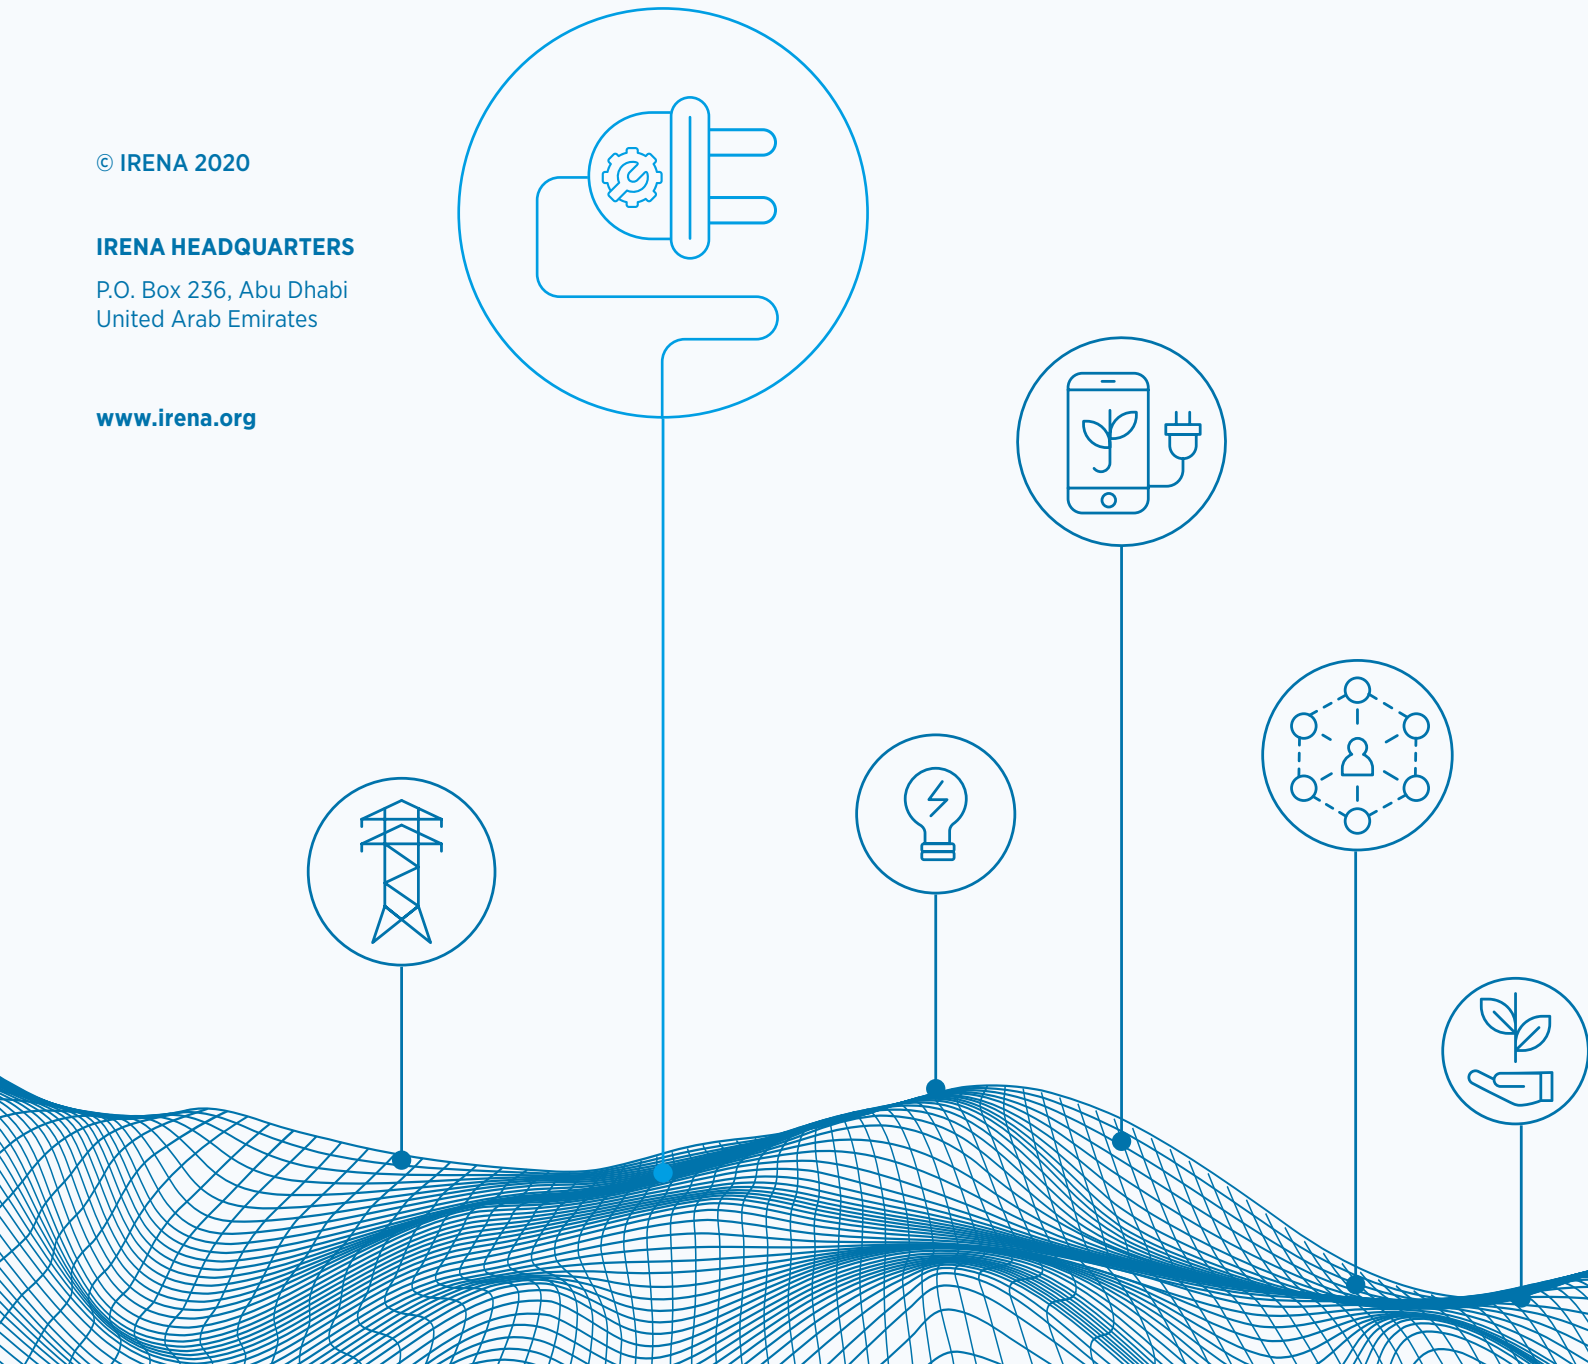 © IRENA 2020
IRENA HEADQUARTERS
P.O. Box 236, Abu Dhabi
United Arab Emirates
www.irena.org